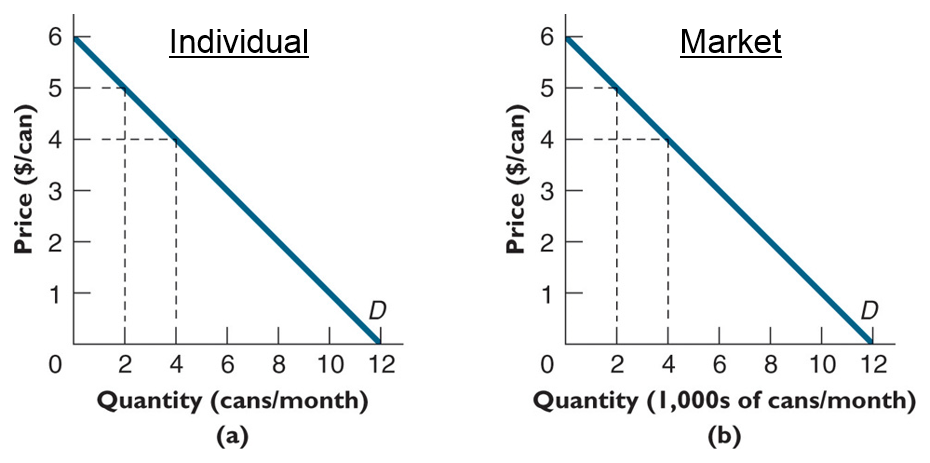 Individual
Price ($/can)
6
5
4
3
2
1
D
0 2 4 6 8 10 12
Quantity (cans/month)
(a)
Market
Price ($/can)
6
5
4
3
2
1
D
0 2 4 6 8 10 12
Quantity (1,000s of cans/month)
(b)